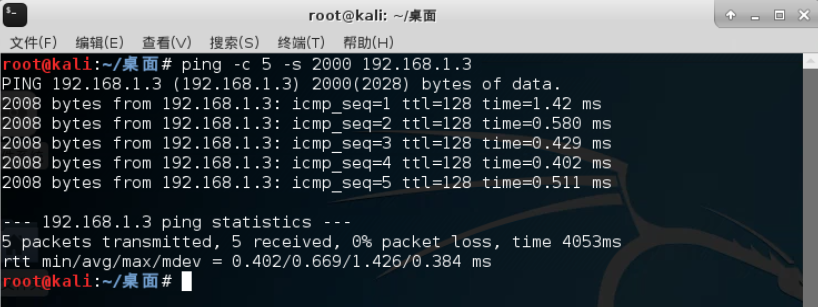 root@kali: ~/桌面
文件(F) 编辑(E) 查看(V) 搜索(S) 终端(T) 帮助(H)
root@kali:~/桌面# ping -c 5 -s 2000 192.168.1.3
PING 192.168.1.3 (192.168.1.3) 2000(2028) bytes of data.
2008 bytes from 192.168.1.3: icmp_seq=1 ttl=128 time=1.42 ms
2008 bytes from 192.168.1.3: icmp_seq=2 ttl=128 time=0.580 ms
2008 bytes from 192.168.1.3: icmp_seq=3 ttl=128 time=0.429 ms
2008 bytes from 192.168.1.3: icmp_seq=4 ttl=128 time=0.402 ms
2008 bytes from 192.168.1.3: icmp_seq=5 ttl=128 time=0.511 ms
--- 192.168.1.3 ping statistics ---
5 packets transmitted, 5 received, 0% packet loss, time 4053ms
rtt min/avg/max/mdev = 0.402/0.669/1.426/0.384 ms
root@kali:~/桌面#